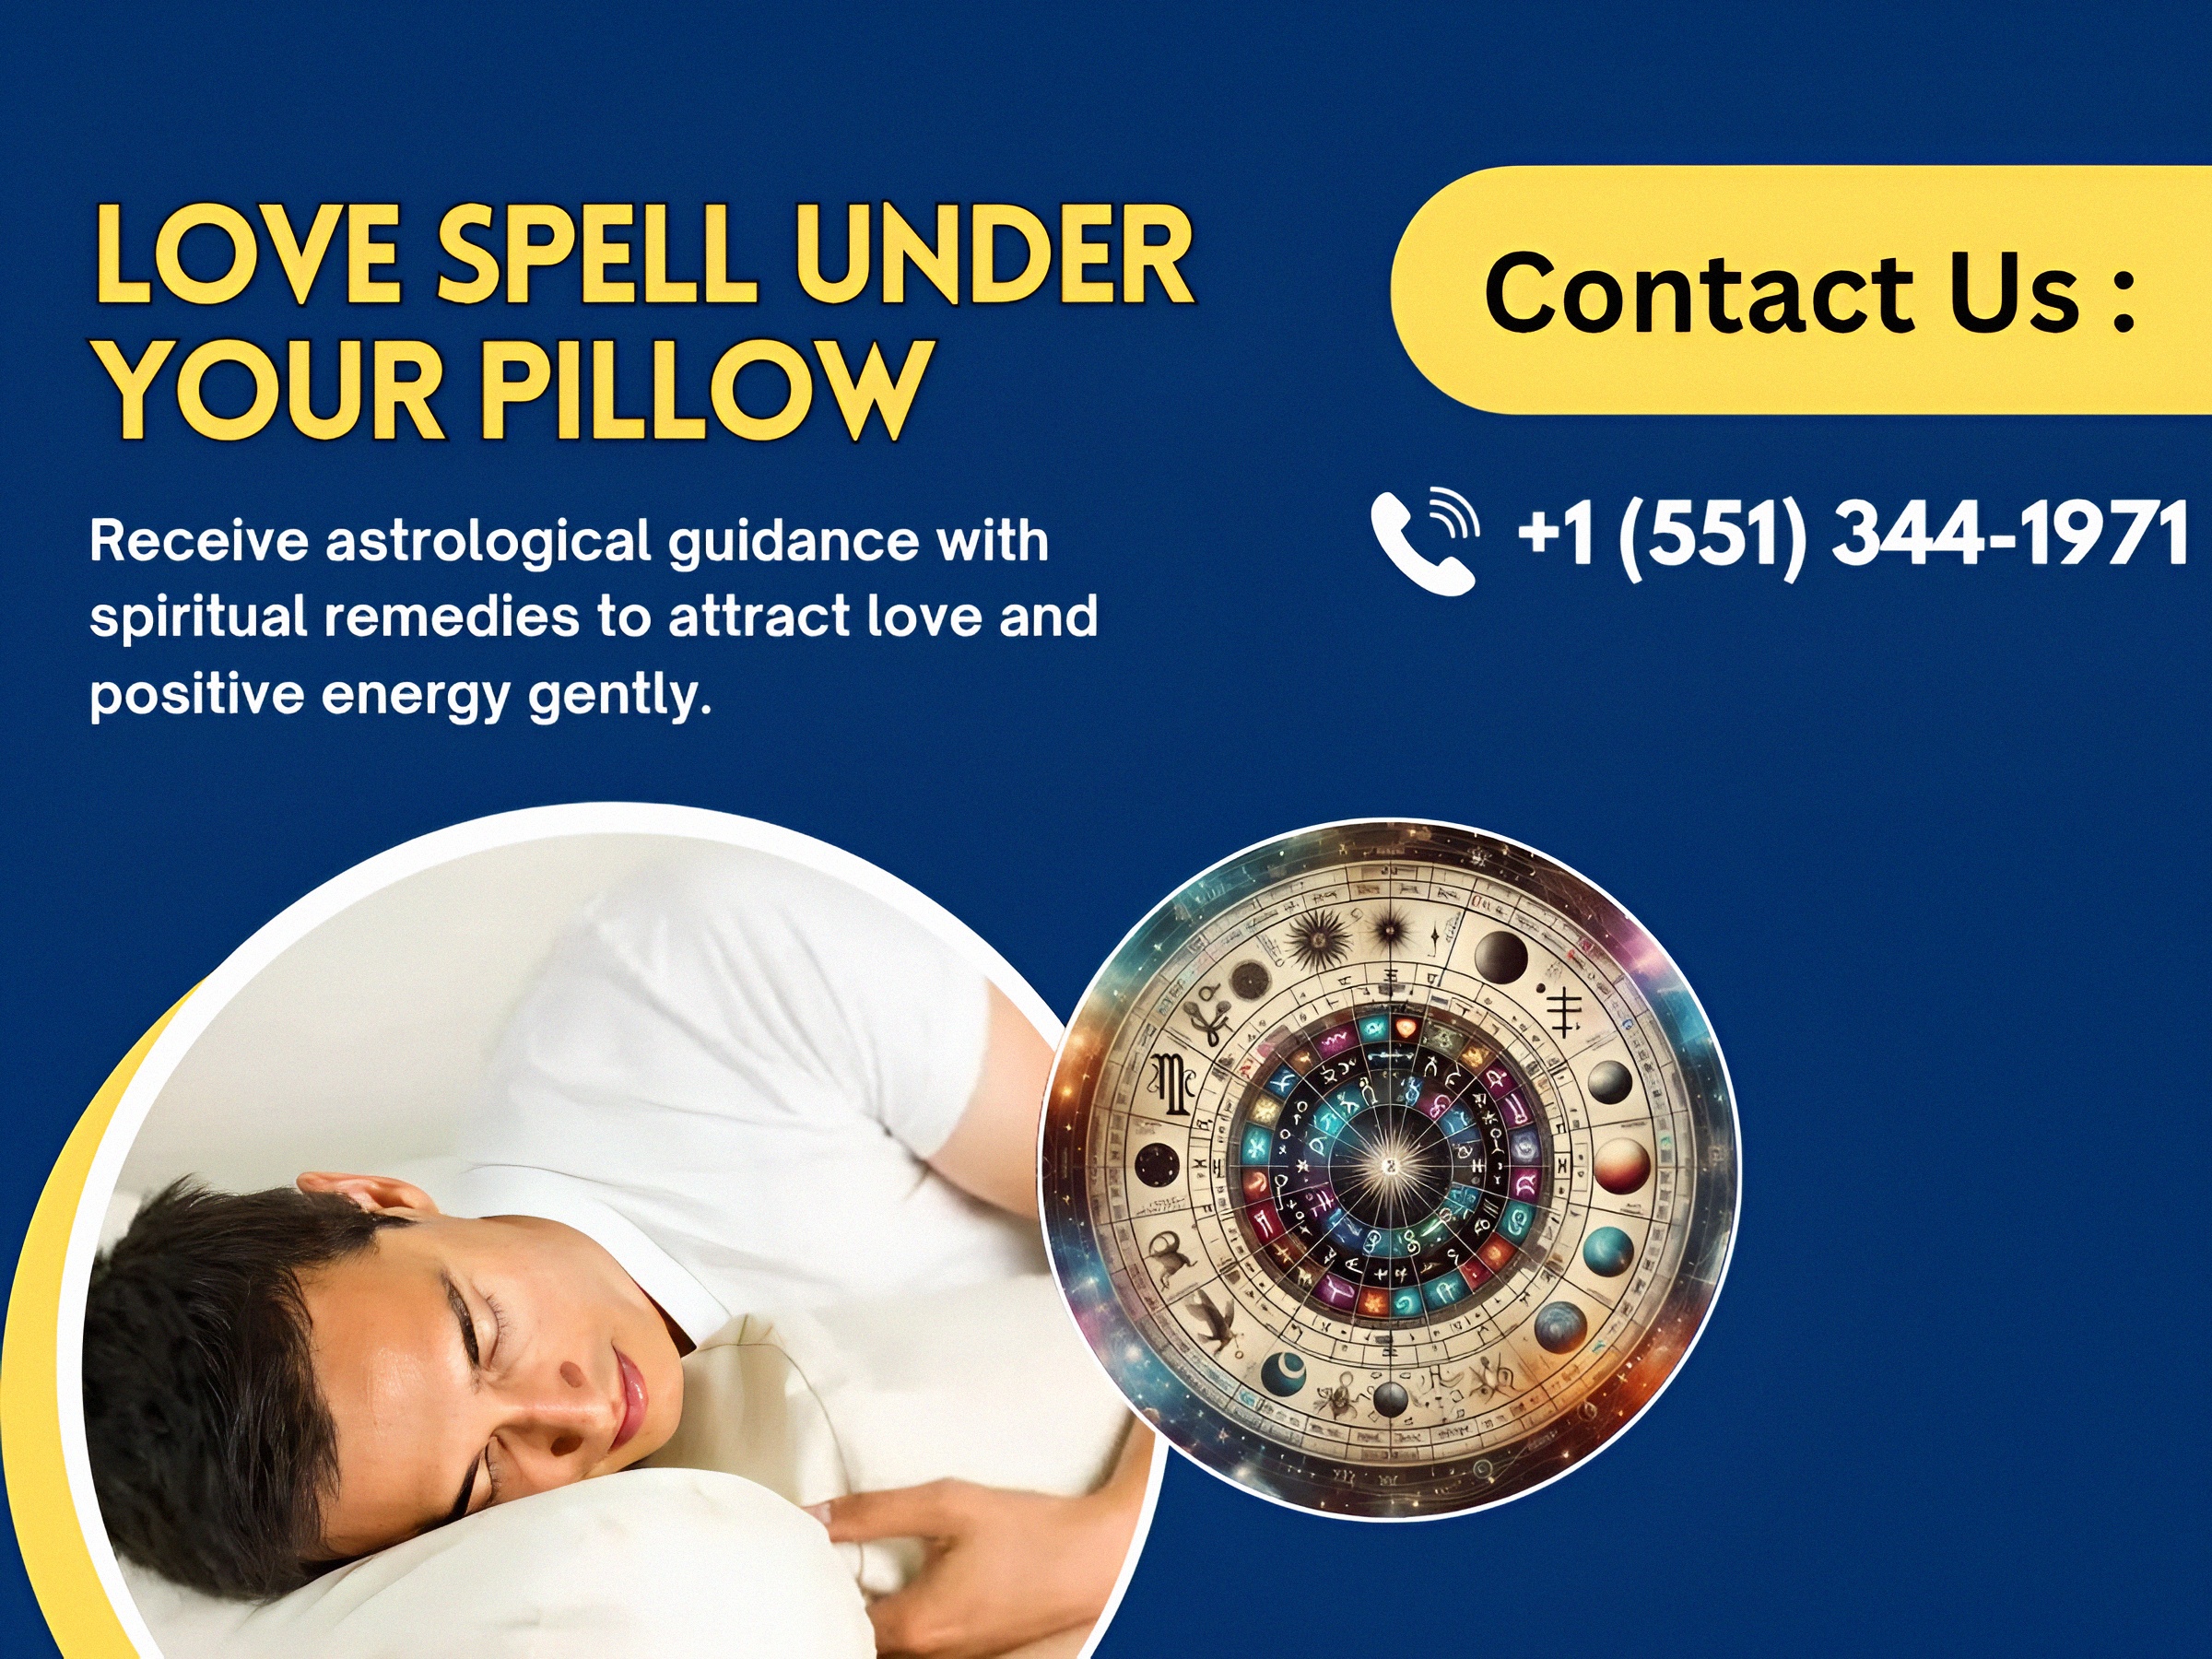 LOVE SPELL UNDER
YOUR PILLOW
Receive astrological guidance with
spiritual remedies to attract love and
positive energy gently.
Contact Us :
+1 (551) 344-1971